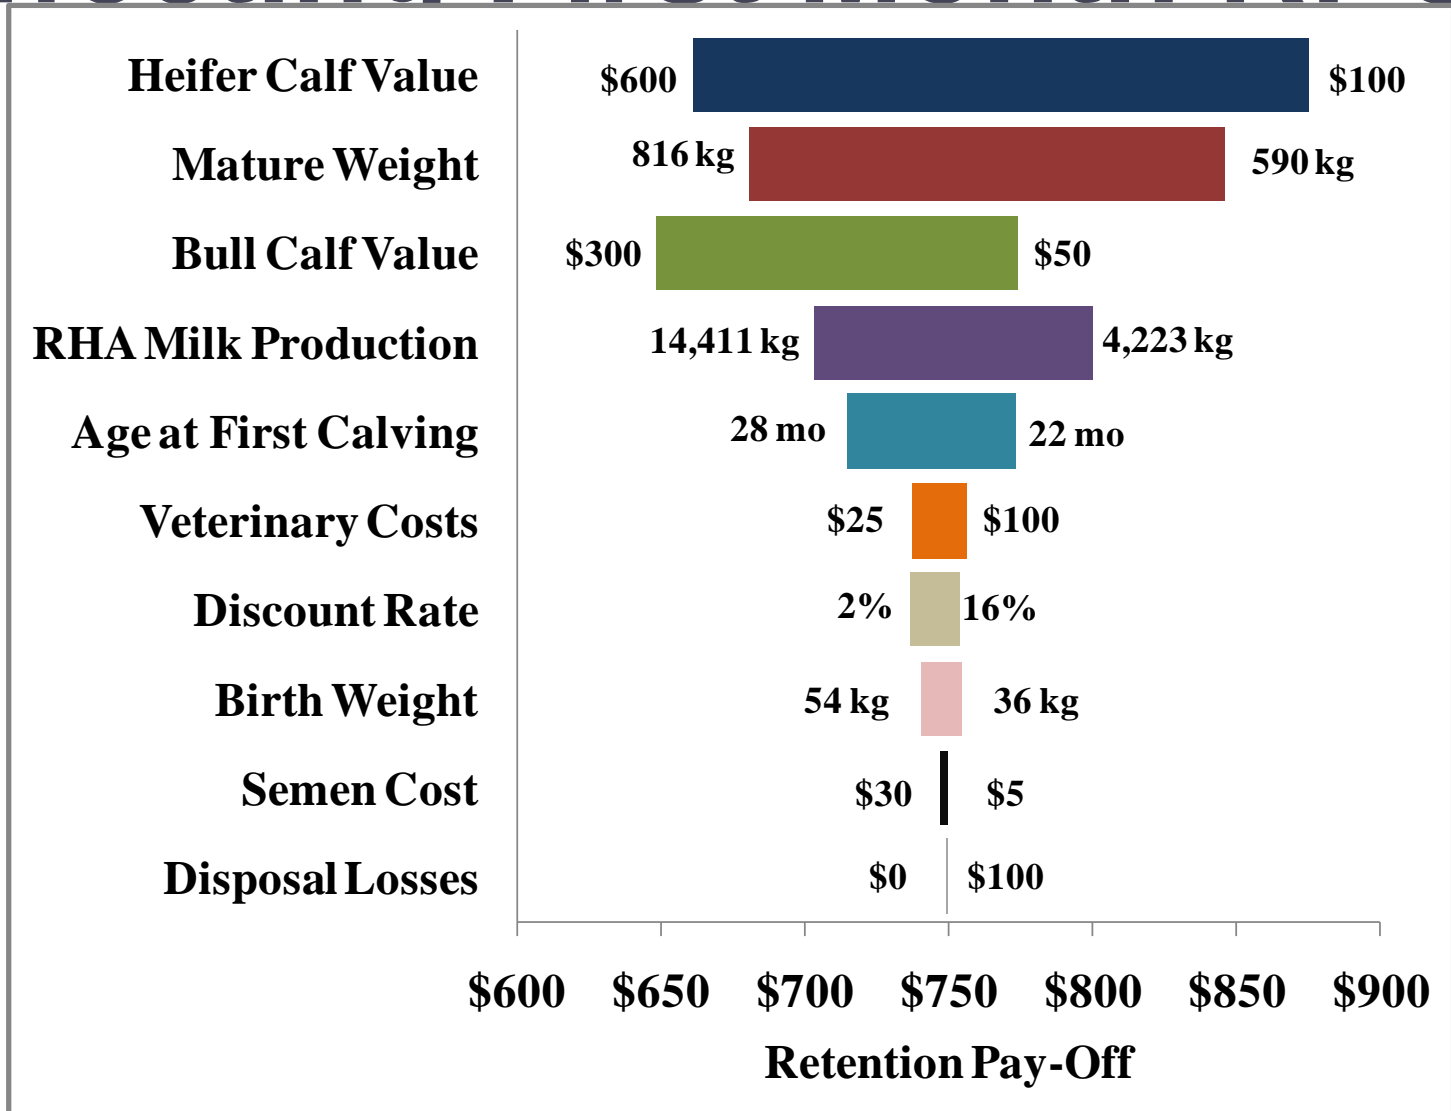 Heifer Calf Value $600 $100
Mature Weight 816 kg 590 kg
Bull Calf Value $300 $50
RHA Milk Production 14,411 kg 4,223 kg
Age at First Calving 28 mo 22 mo
Veterinary Costs $25 $100
Discount Rate 2% 16%
Birth Weight 54 kg 36 kg
Semen Cost $30 $5
Disposal Losses $0 $100
$600 $650 $700 $750 $800 $850 $900
Retention Pay-Off